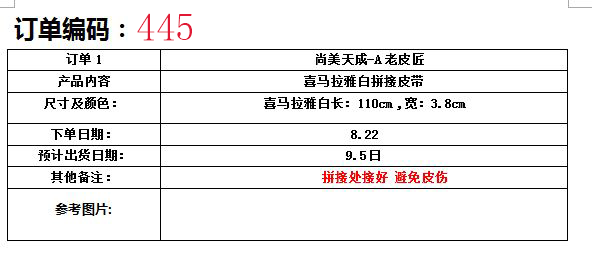 订单编码：445
订单1 尚美天成-A老皮匠
产品内容 喜马拉雅白拼接皮带
尺寸及颜色： 喜马拉雅白长：110cm,宽：3.8cm
下单日期： 8.22
预计出货日期： 9.5日
其他备注： 拼接处接好 避免皮伤
参考图片: